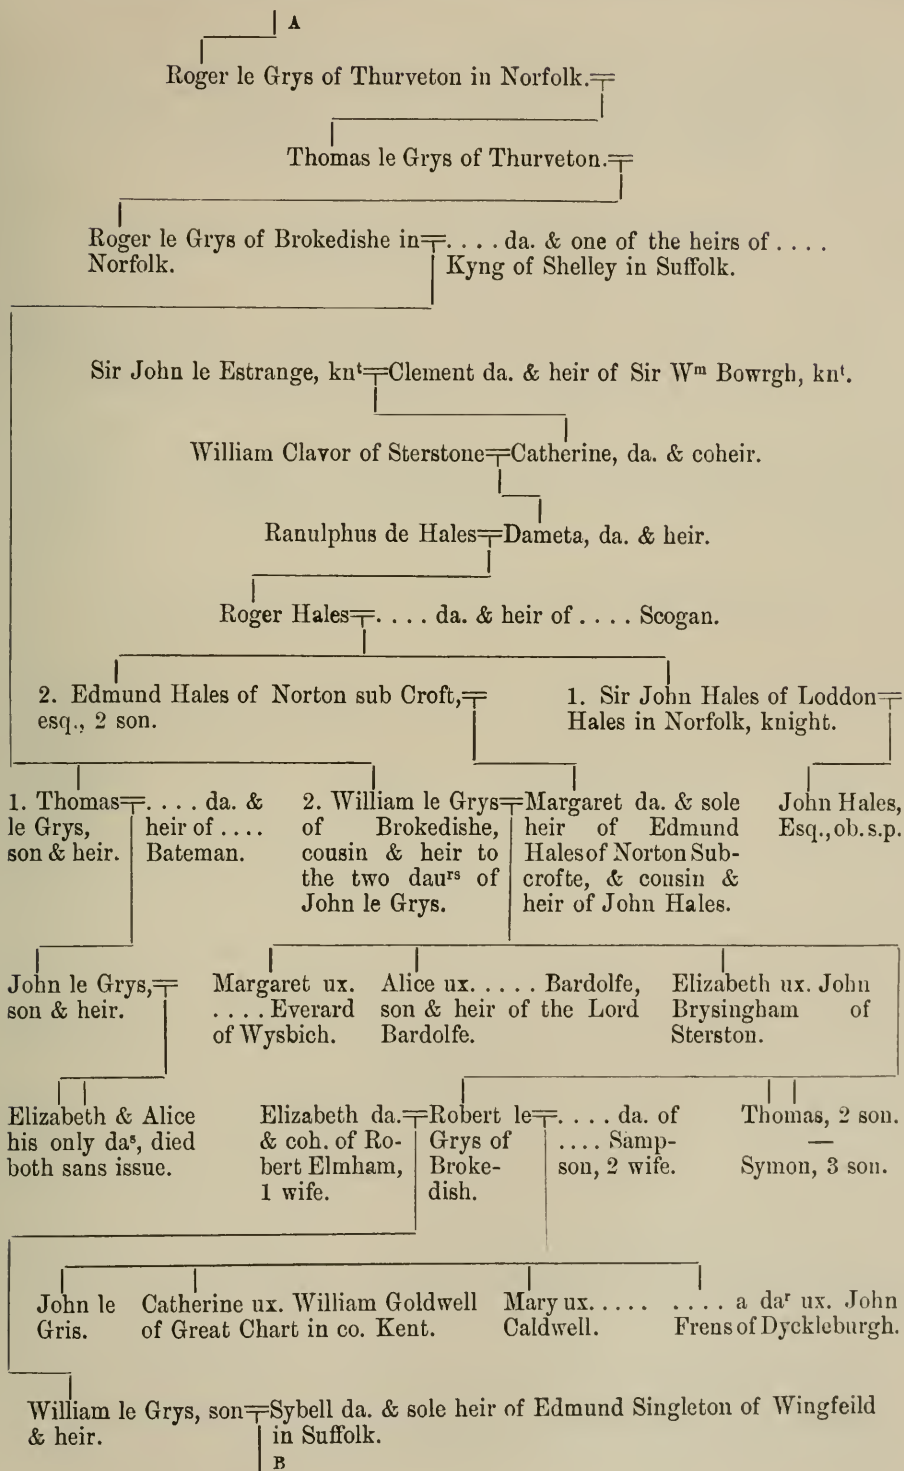 A
Roger le Grys of Thurveton in Norfolk.
Thomas le Grys of Thurveton.
Roger le Grys of Brokedishe in
Norfolk.
. . . . da. & one of the heirs of . . . .
Kyng of Shelley in Suffolk.
Sir John le Estrange, knᵗ Clement da. & heir of Sir Wᵐ Bowrgh, knᵗ.
William Clavor of Sterstone Catherine, da. & coheir.
Ranulphus de Hales Dameta, da. & heir.
Roger Hales . . . . da. & heir of . . . . Scogan.
2. Edmund Hales of Norton sub Croft,
esq., 2 son.
1. Sir John Hales of Loddon
Hales in Norfolk, knight.
1. Thomas
le Grys,
son & heir.
. . . . da. &
heir of . . . .
Bateman.
2. William le Grys
of Brokedishe,
cousin & heir to
the two dauʳˢ of
John le Grys.
Margaret da. & sole
heir of Edmund
Hales of Norton Sub-
crofte, & cousin &
heir of John Hales.
John Hales,
Esq., ob. s.p.
John le Grys,
son & heir.
Margaret ux.
. . . . Everard
of Wysbich.
Alice ux. . . . . Bardolfe,
son & heir of the Lord
Bardolfe.
Elizabeth ux. John
Brysingham of
Sterston.
Elizabeth & Alice
his only daˢ, died
both sans issue.
Elizabeth da.
& coh. of Ro-
bert Elmham,
1 wife.
Robert le
Grys of
Broke-
dish.
. . . . da. of
. . . . Samp-
son, 2 wife.
Thomas, 2 son.
—
Symon, 3 son.
John le
Gris.
Catherine ux. William Goldwell
of Great Chart in co. Kent.
Mary ux. . . . .
Caldwell.
. . . . a daʳ ux. John
Frens of Dyckleburgh.
William le Grys, son
& heir.
Sybell da. & sole heir of Edmund Singleton of Wingfeild
in Suffolk.
B